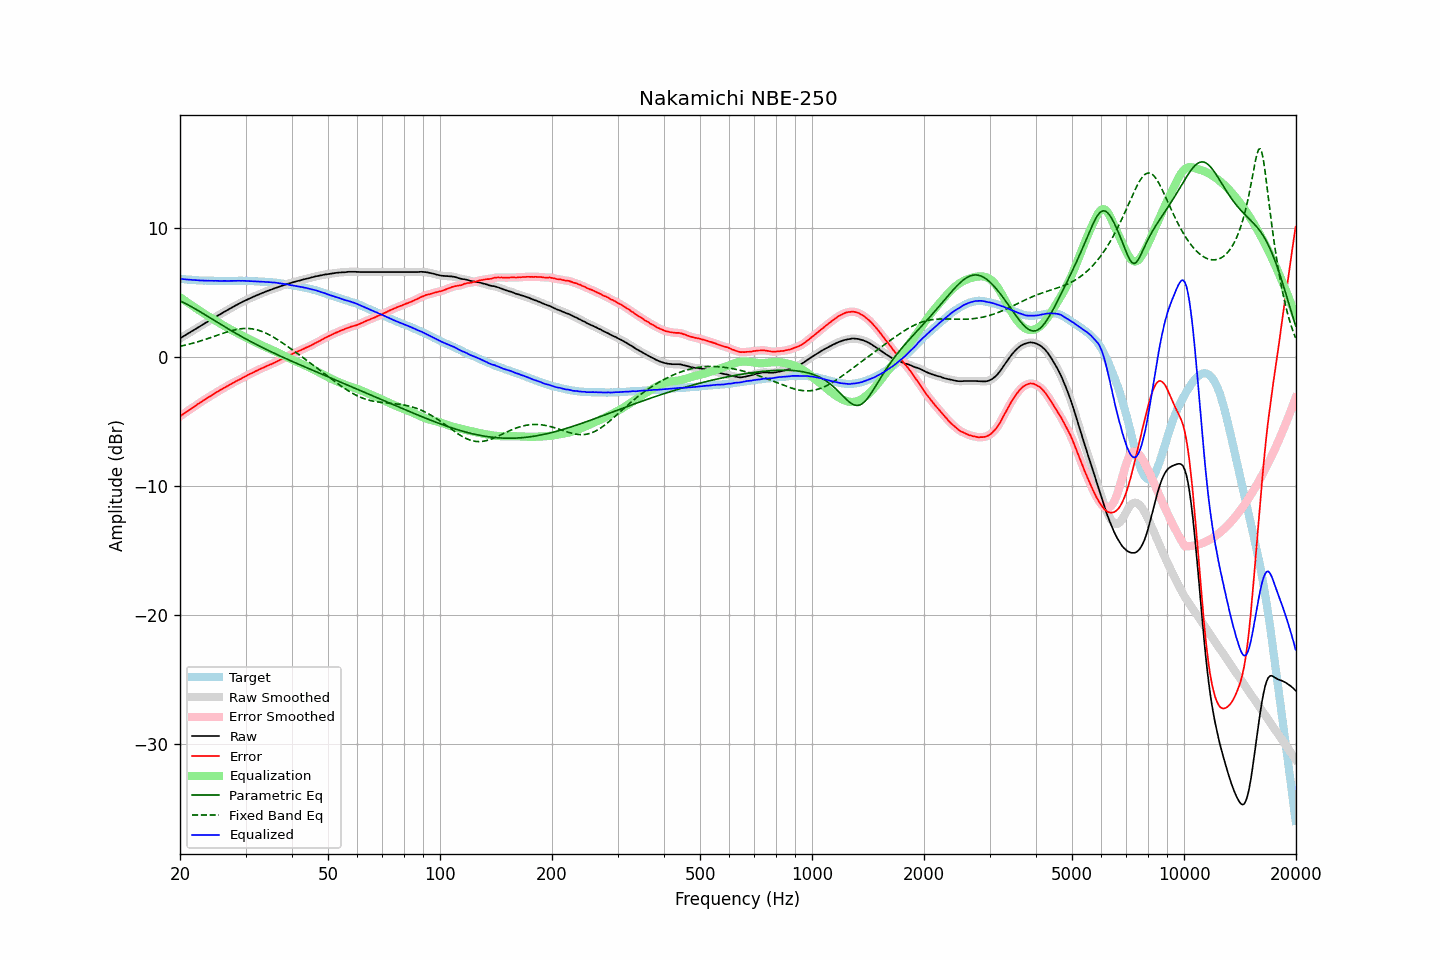 Nakamichi NBE-250
Amplitude (dBr)
10
0
−10
−20
−30
Target
Raw Smoothed
Error Smoothed
Raw
Error
Equalization
Parametric Eq
Fixed Band Eq
Equalized
20 50 100 200 500 1000 2000 5000 10000 20000
Frequency (Hz)